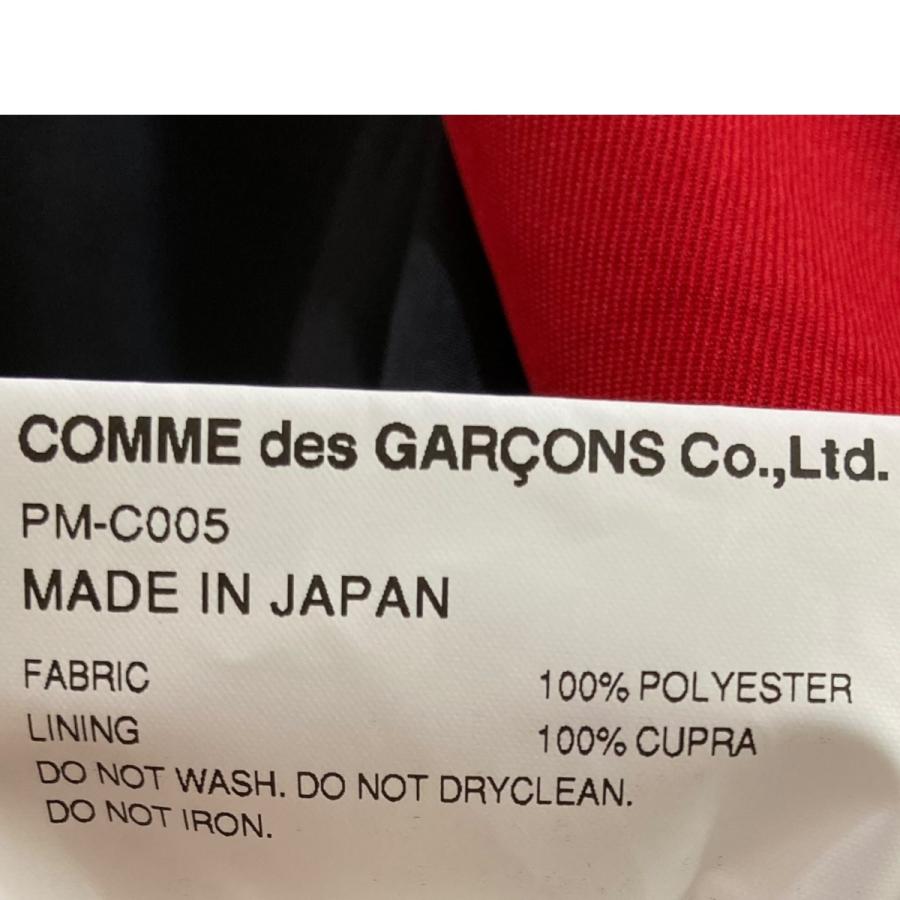 COMME des GARÇONS Co.,Ltd.
PM-C005
MADE IN JAPAN
FABRIC 100% POLYESTER
LINING 100% CUPRA
DO NOT WASH. DO NOT DRYCLEAN.
DO NOT IRON.